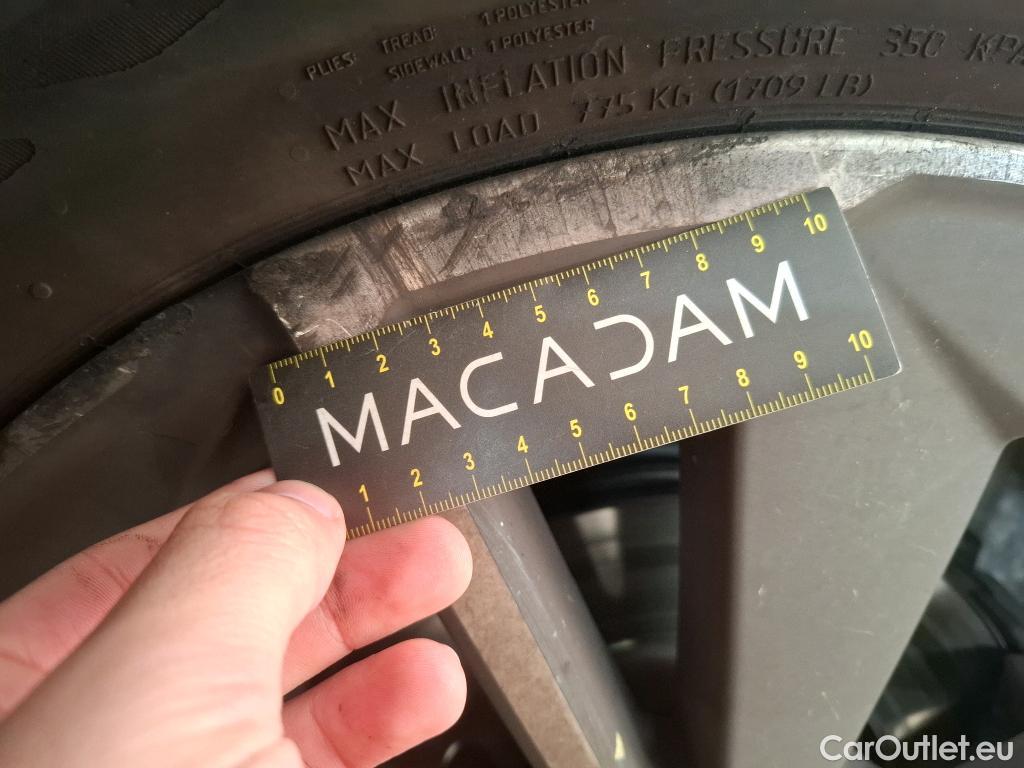 PLIES: TREAD: 1 POLYESTER
SIDEWALL: 1 POLYESTER
MAX INFLATION PRESSURE 350 KPA
MAX LOAD 775 KG (1709 LB)
0 1 2 3 4 5 6 7 8 9 10
MACADAM
1 2 3 4 5 6 7 8 9 10
CarOutlet.eu